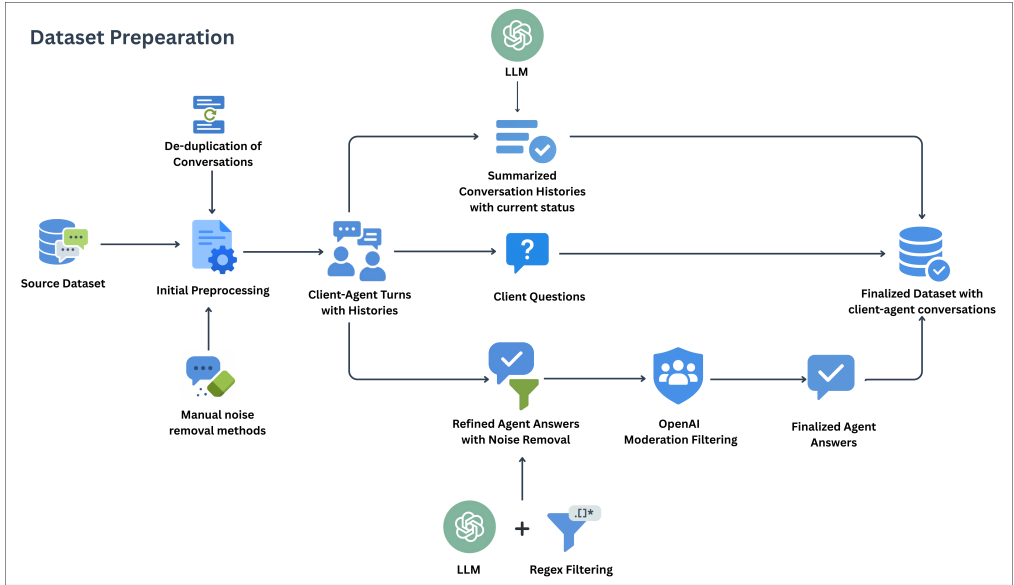 Dataset Prepearation
LLM
De-duplication of
Conversations
Summarized
Conversation Histories
with current status
Source Dataset
Initial Preprocessing
Client-Agent Turns
with Histories
?
Client Questions
Finalized Dataset with
client-agent conversations
Manual noise
removal methods
Refined Agent Answers
with Noise Removal
OpenAI
Moderation Filtering
Finalized Agent
Answers
+
.[]*
LLM
Regex Filtering